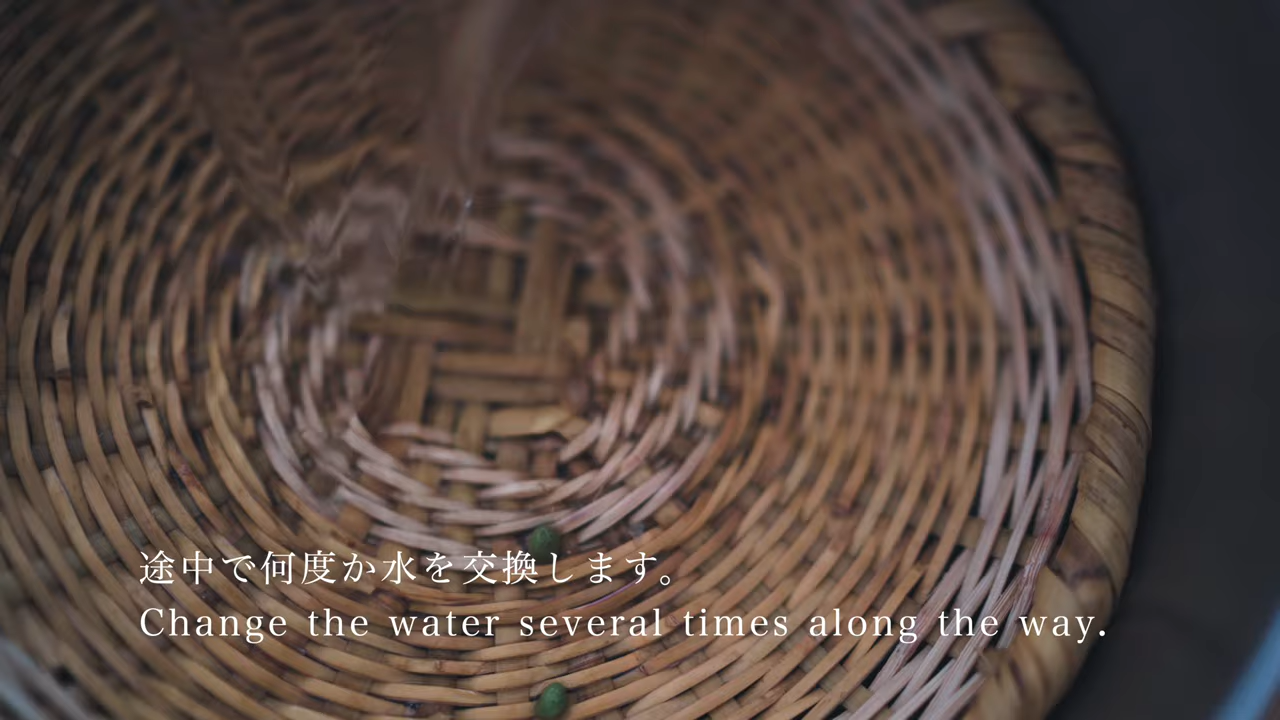 途中で何度か水を交換します。
Change the water several times along the way.